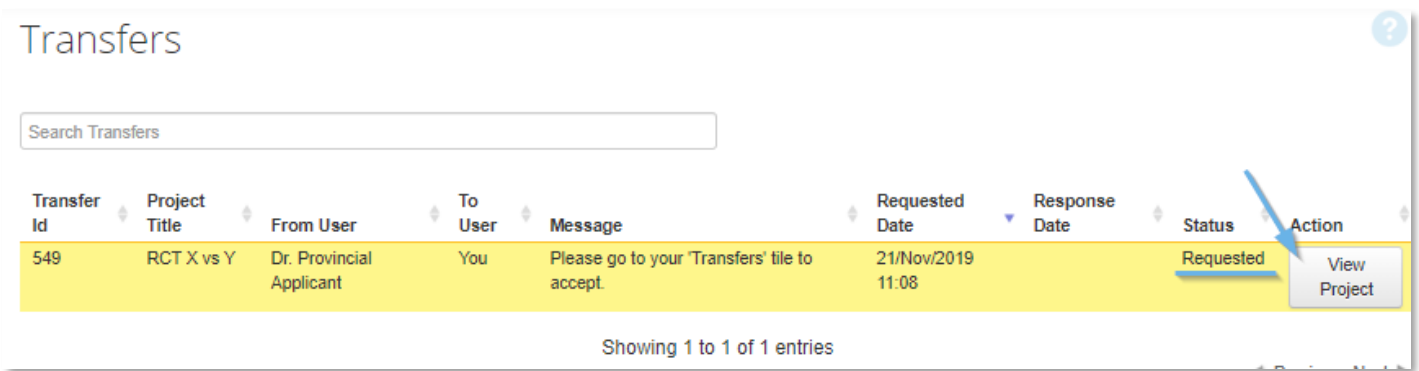 Transfers
?
Search Transfers
Transfer Id
Project Title
From User
To User
Message
Requested Date
Response Date
Status
Action
549
RCT X vs Y
Dr. Provincial Applicant
You
Please go to your 'Transfers' tile to accept.
21/Nov/2019 11:08
Requested
View Project
Showing 1 to 1 of 1 entries